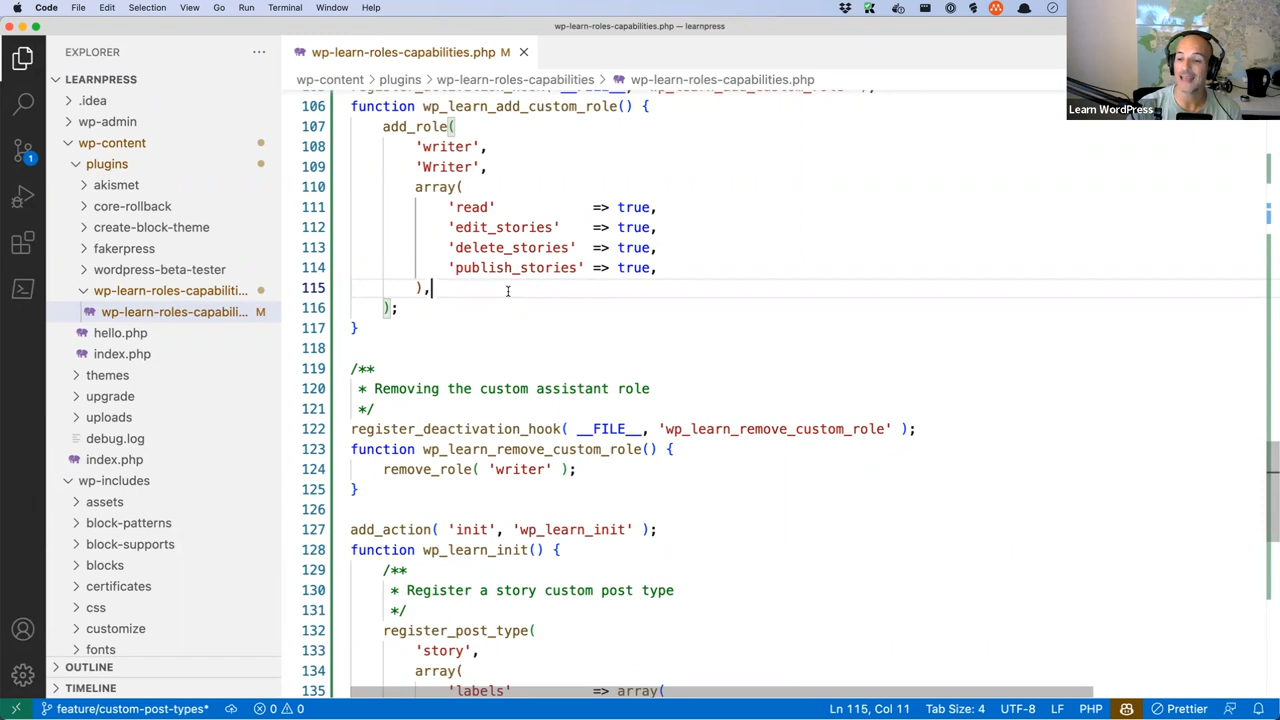 Code File Edit Selection View Go Run Terminal Window Help
wp-learn-roles-capabilities.php — learnpress
EXPLORER
wp-learn-roles-capabilities.php M
wp-content > plugins > wp-learn-roles-capabilities > wp-learn-roles-capabilities.php
Learn WordPress
LEARNPRESS
.idea
wp-admin
wp-content
plugins
akismet
core-rollback
create-block-theme
fakerpress
wordpress-beta-tester
wp-learn-roles-capabiliti...
wp-learn-roles-capabili... M
hello.php
index.php
themes
upgrade
uploads
debug.log
index.php
wp-includes
assets
block-patterns
block-supports
blocks
certificates
css
customize
fonts
OUTLINE
TIMELINE
1
106 function wp_learn_add_custom_role() {
107 add_role(
108 'writer',
109 'Writer',
110 array(
111 'read' => true,
112 'edit_stories' => true,
113 'delete_stories' => true,
114 'publish_stories' => true,
115 ),
116 );
117 }
118
119 /**
120 * Removing the custom assistant role
121 */
122 register_deactivation_hook( __FILE__, 'wp_learn_remove_custom_role' );
123 function wp_learn_remove_custom_role() {
124 remove_role( 'writer' );
125 }
126
127 add_action( 'init', 'wp_learn_init' );
128 function wp_learn_init() {
129 /**
130 * Register a story custom post type
131 */
132 register_post_type(
133 'story',
134 array(
135 'labels' => array(
feature/custom-post-types* 0 0 Ln 115, Col 11 Tab Size: 4 UTF-8 LF PHP Prettier